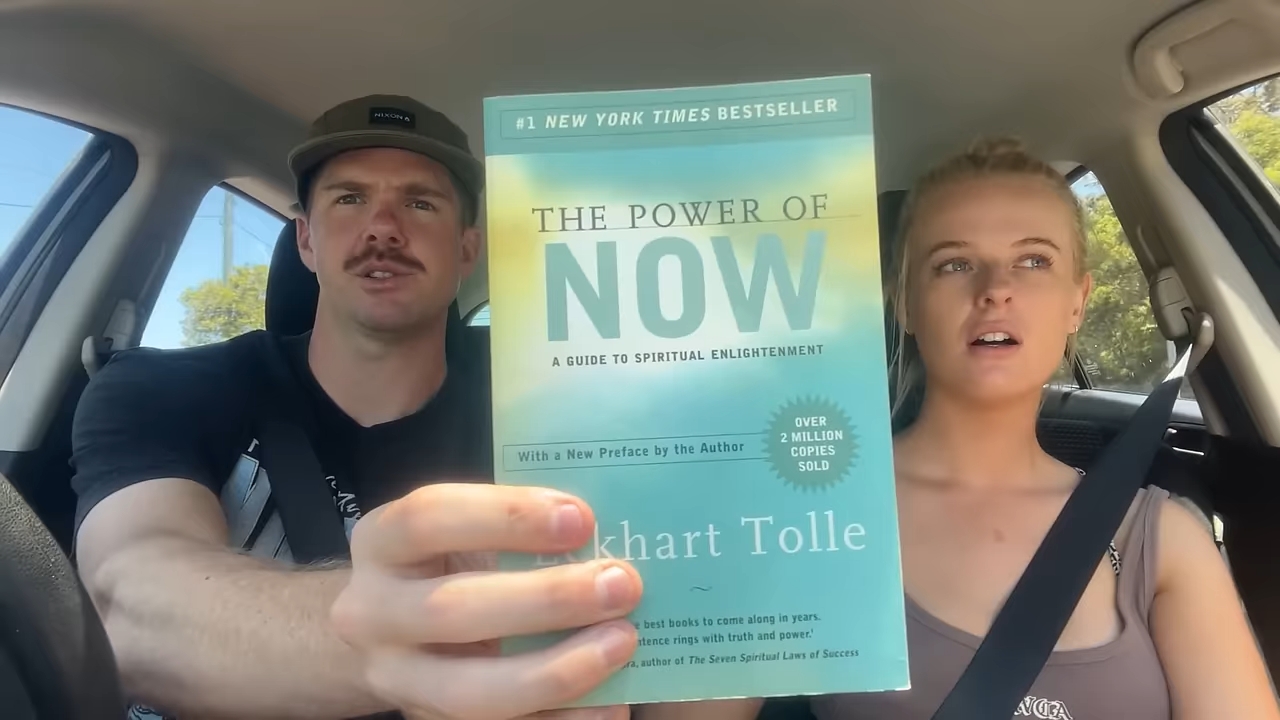 NIXON
#1 NEW YORK TIMES BESTSELLER
THE POWER OF
NOW
A GUIDE TO SPIRITUAL ENLIGHTENMENT
With a New Preface by the Author
OVER
2 MILLION
COPIES
SOLD
khart Tolle
best books to come along in years.
rings with truth and power.'
author of The Seven Spiritual Laws of Success